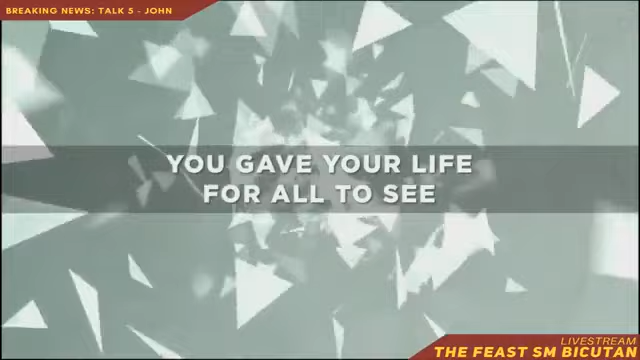 BREAKING NEWS: TALK 5 - JOHN
YOU GAVE YOUR LIFE
FOR ALL TO SEE
LIVESTREAM
THE FEAST SM BICUTAN